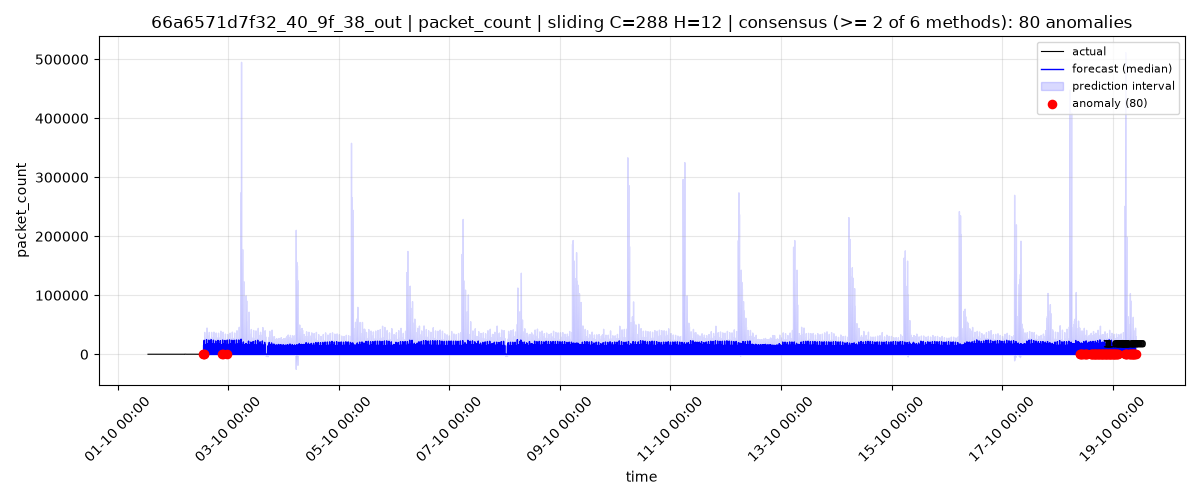 66a6571d7f32_40_9f_38_out | packet_count | sliding C=288 H=12 | consensus (>= 2 of 6 methods): 80 anomalies
actual
forecast (median)
prediction interval
anomaly (80)
500000
400000
300000
200000
100000
0
packet_count
01-10 00:00
03-10 00:00
05-10 00:00
07-10 00:00
09-10 00:00
11-10 00:00
13-10 00:00
15-10 00:00
17-10 00:00
19-10 00:00
time